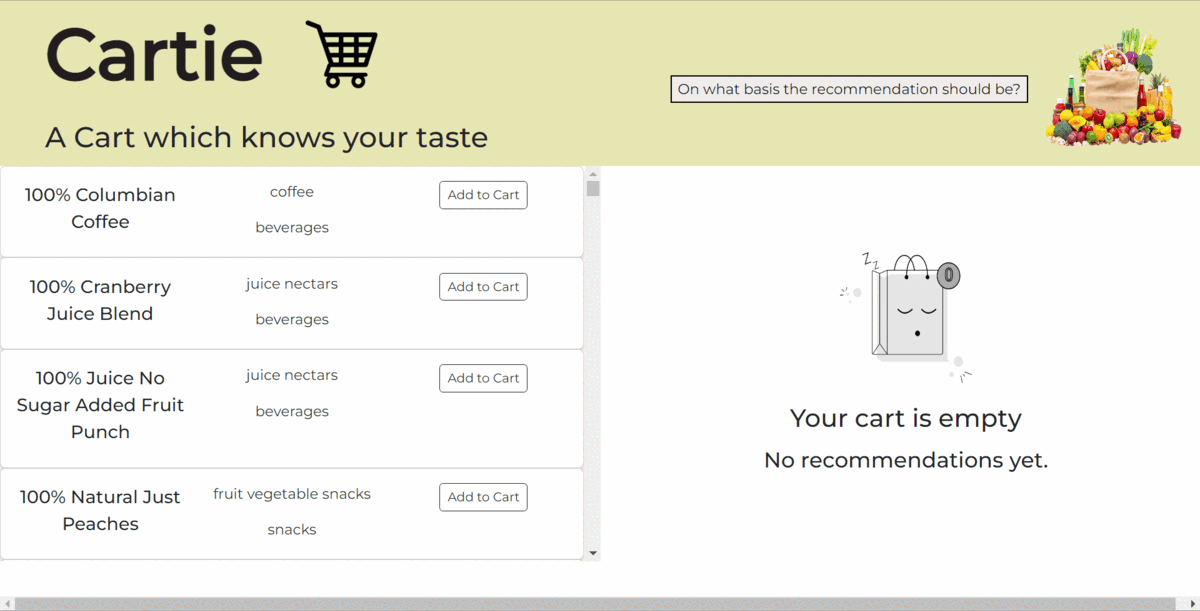 Cartie
A Cart which knows your taste
On what basis the recommendation should be?
100% Columbian
Coffee
coffee
beverages
Add to Cart
100% Cranberry
Juice Blend
juice nectars
beverages
Add to Cart
100% Juice No
Sugar Added Fruit
Punch
juice nectars
beverages
Add to Cart
100% Natural Just
Peaches
fruit vegetable snacks
snacks
Add to Cart
Z
Z
0
Your cart is empty
No recommendations yet.